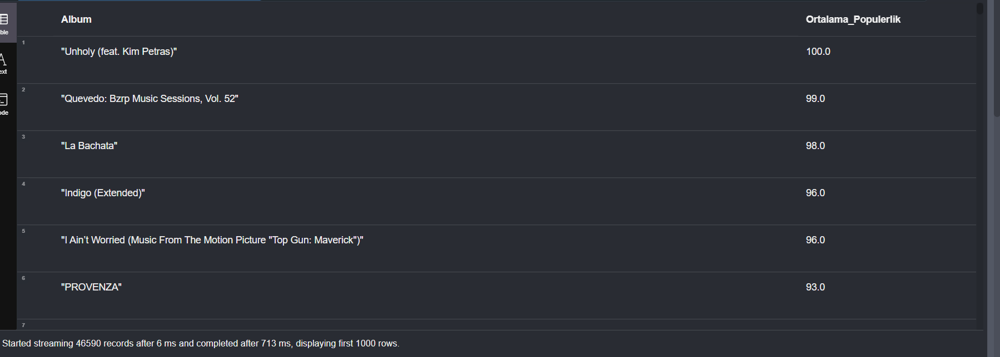 Album Ortalama_Populerlik
1
"Unholy (feat. Kim Petras)" 100.0
2
"Quevedo: Bzrp Music Sessions, Vol. 52" 99.0
3
"La Bachata" 98.0
4
"Indigo (Extended)" 96.0
5
"I Ain’t Worried (Music From The Motion Picture "Top Gun: Maverick")" 96.0
6
"PROVENZA" 93.0
7
Started streaming 46590 records after 6 ms and completed after 713 ms, displaying first 1000 rows.